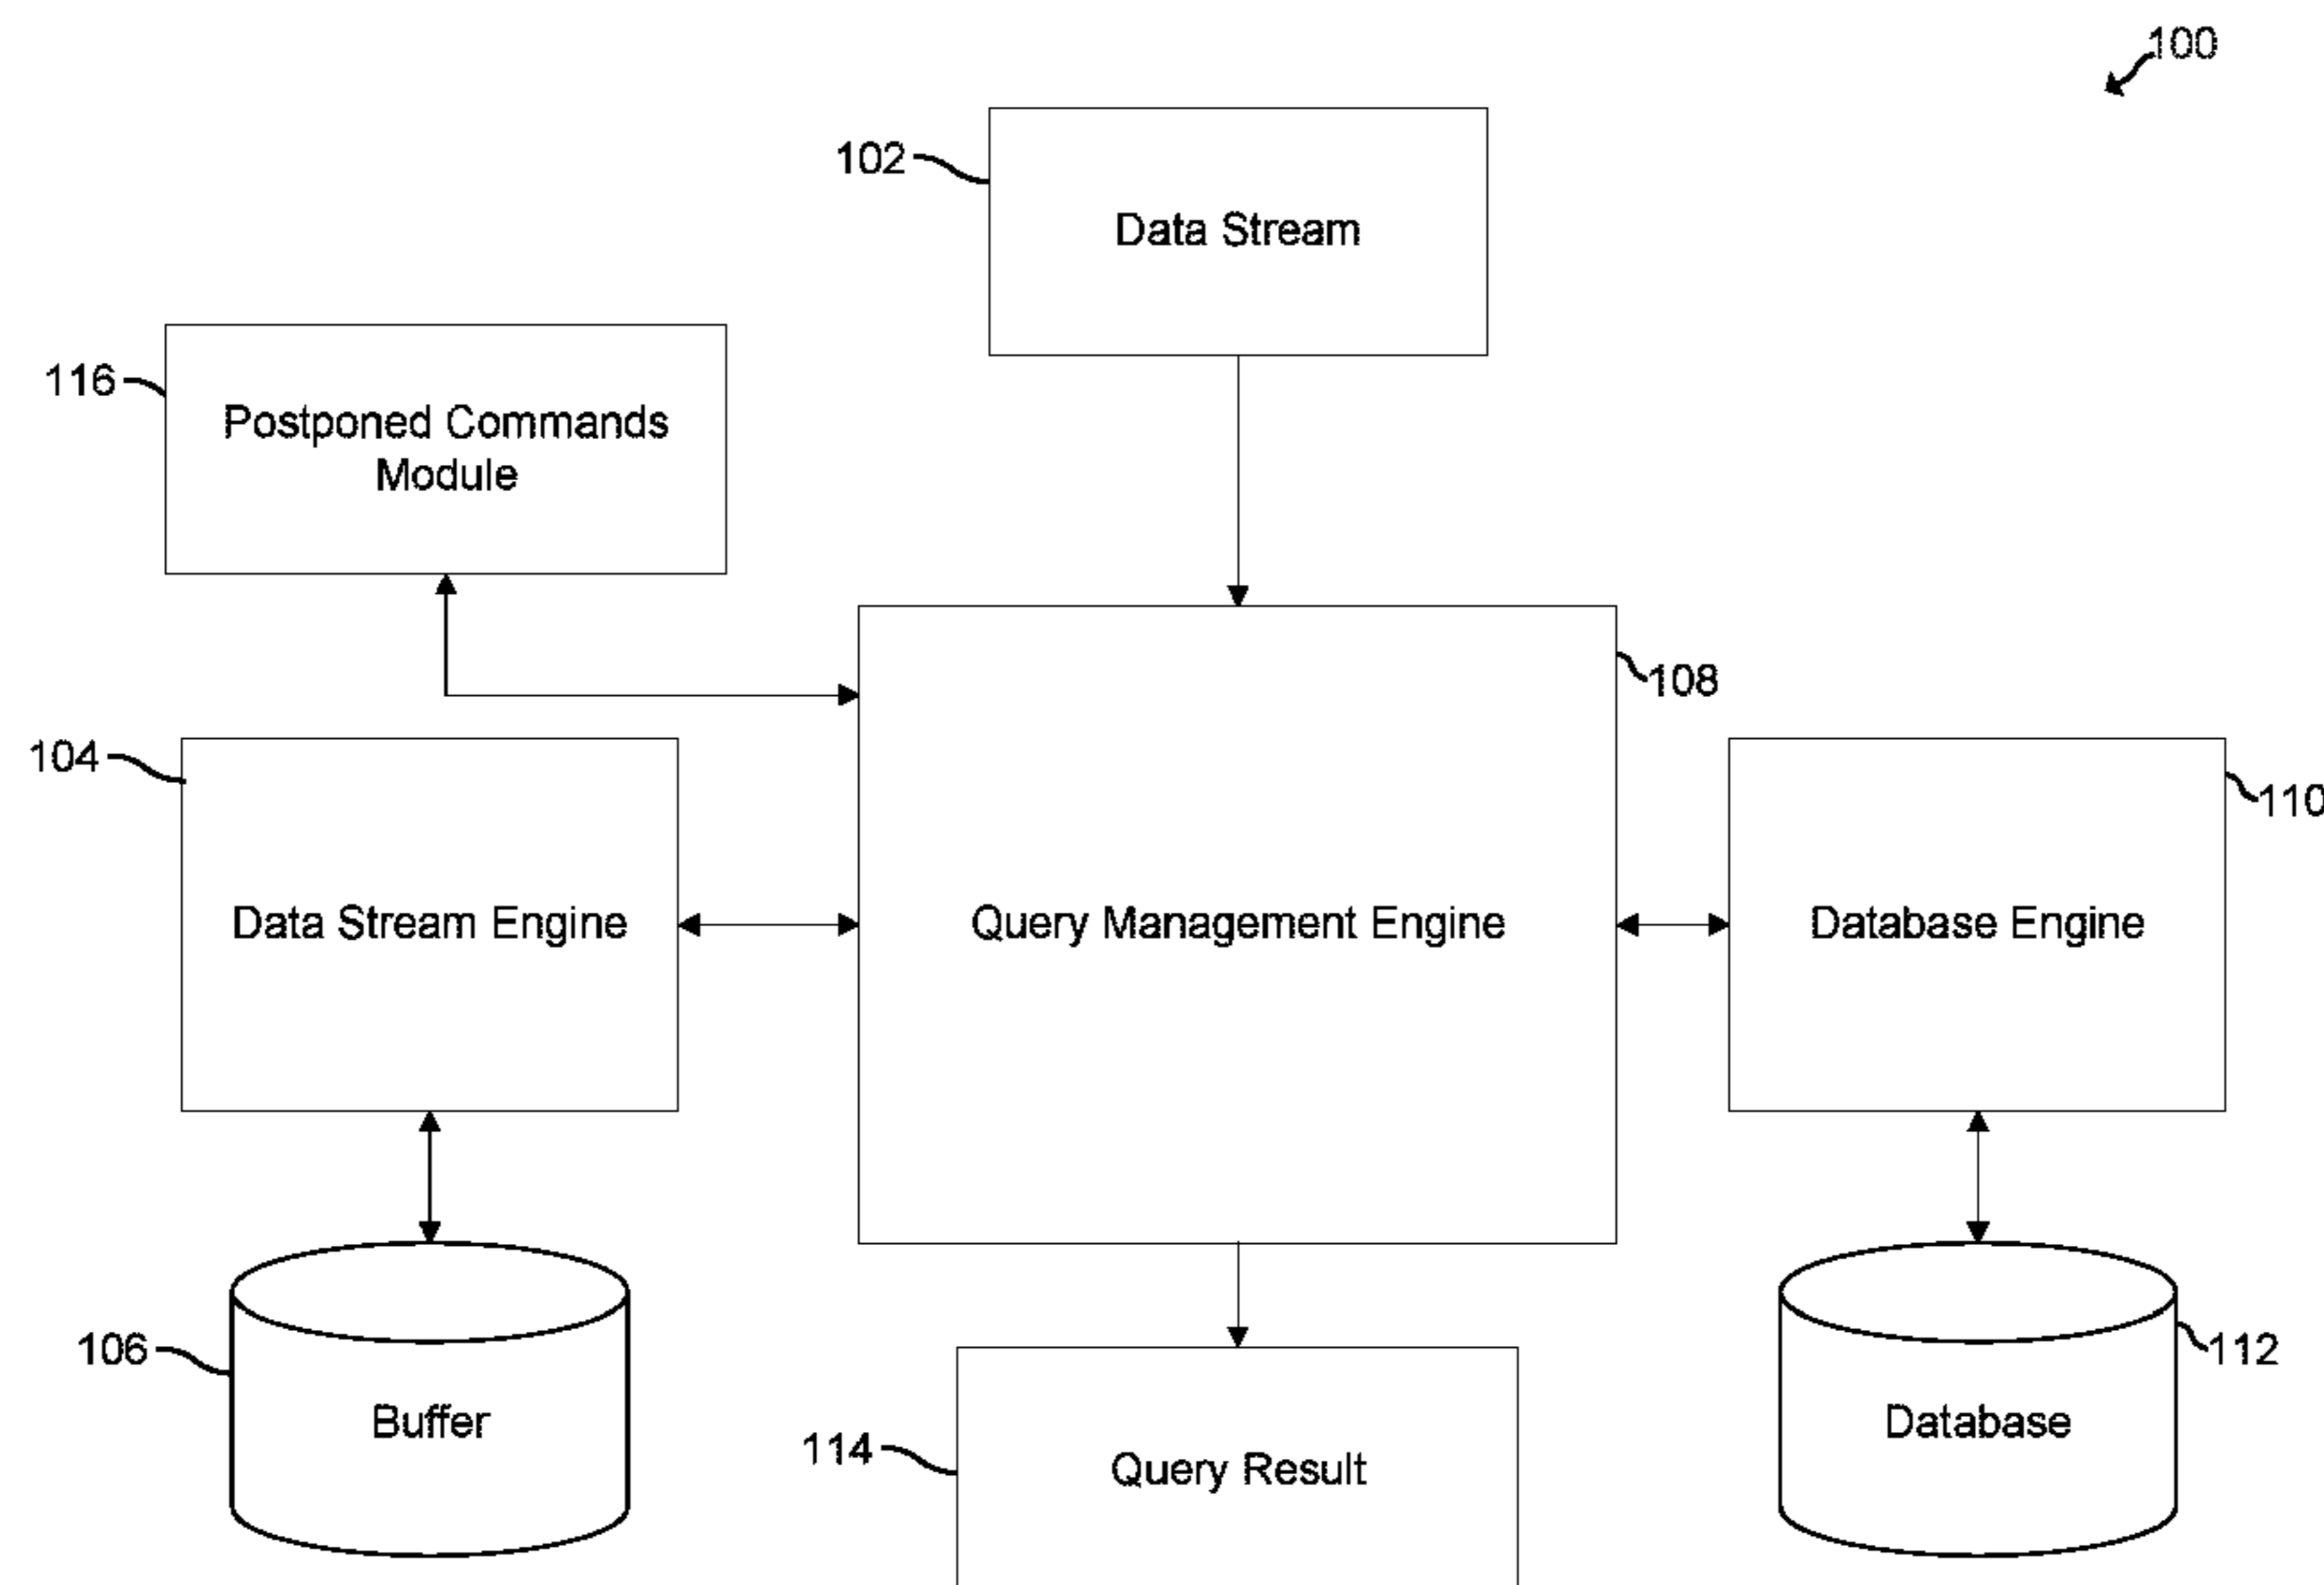 100
102
Data Stream
116
Postponed Commands
Module
108
104
110
Data Stream Engine
Query Management Engine
Database Engine
106
112
Buffer
Database
114
Query Result